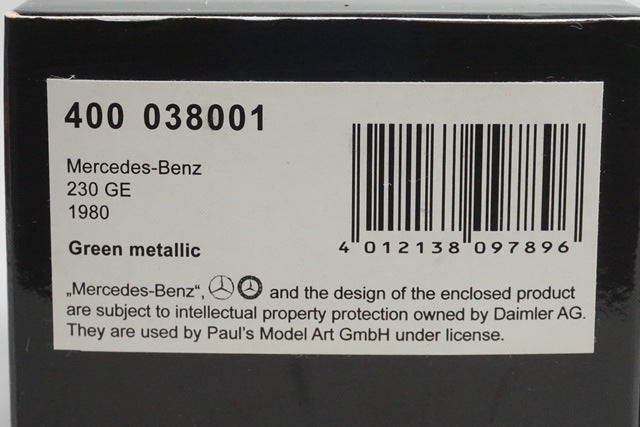 400 038001
Mercedes-Benz
230 GE
1980
Green metallic
4 012138 097896
„Mercedes-Benz“, and the design of the enclosed product
are subject to intellectual property protection owned by Daimler AG.
They are used by Paul's Model Art GmbH under license.